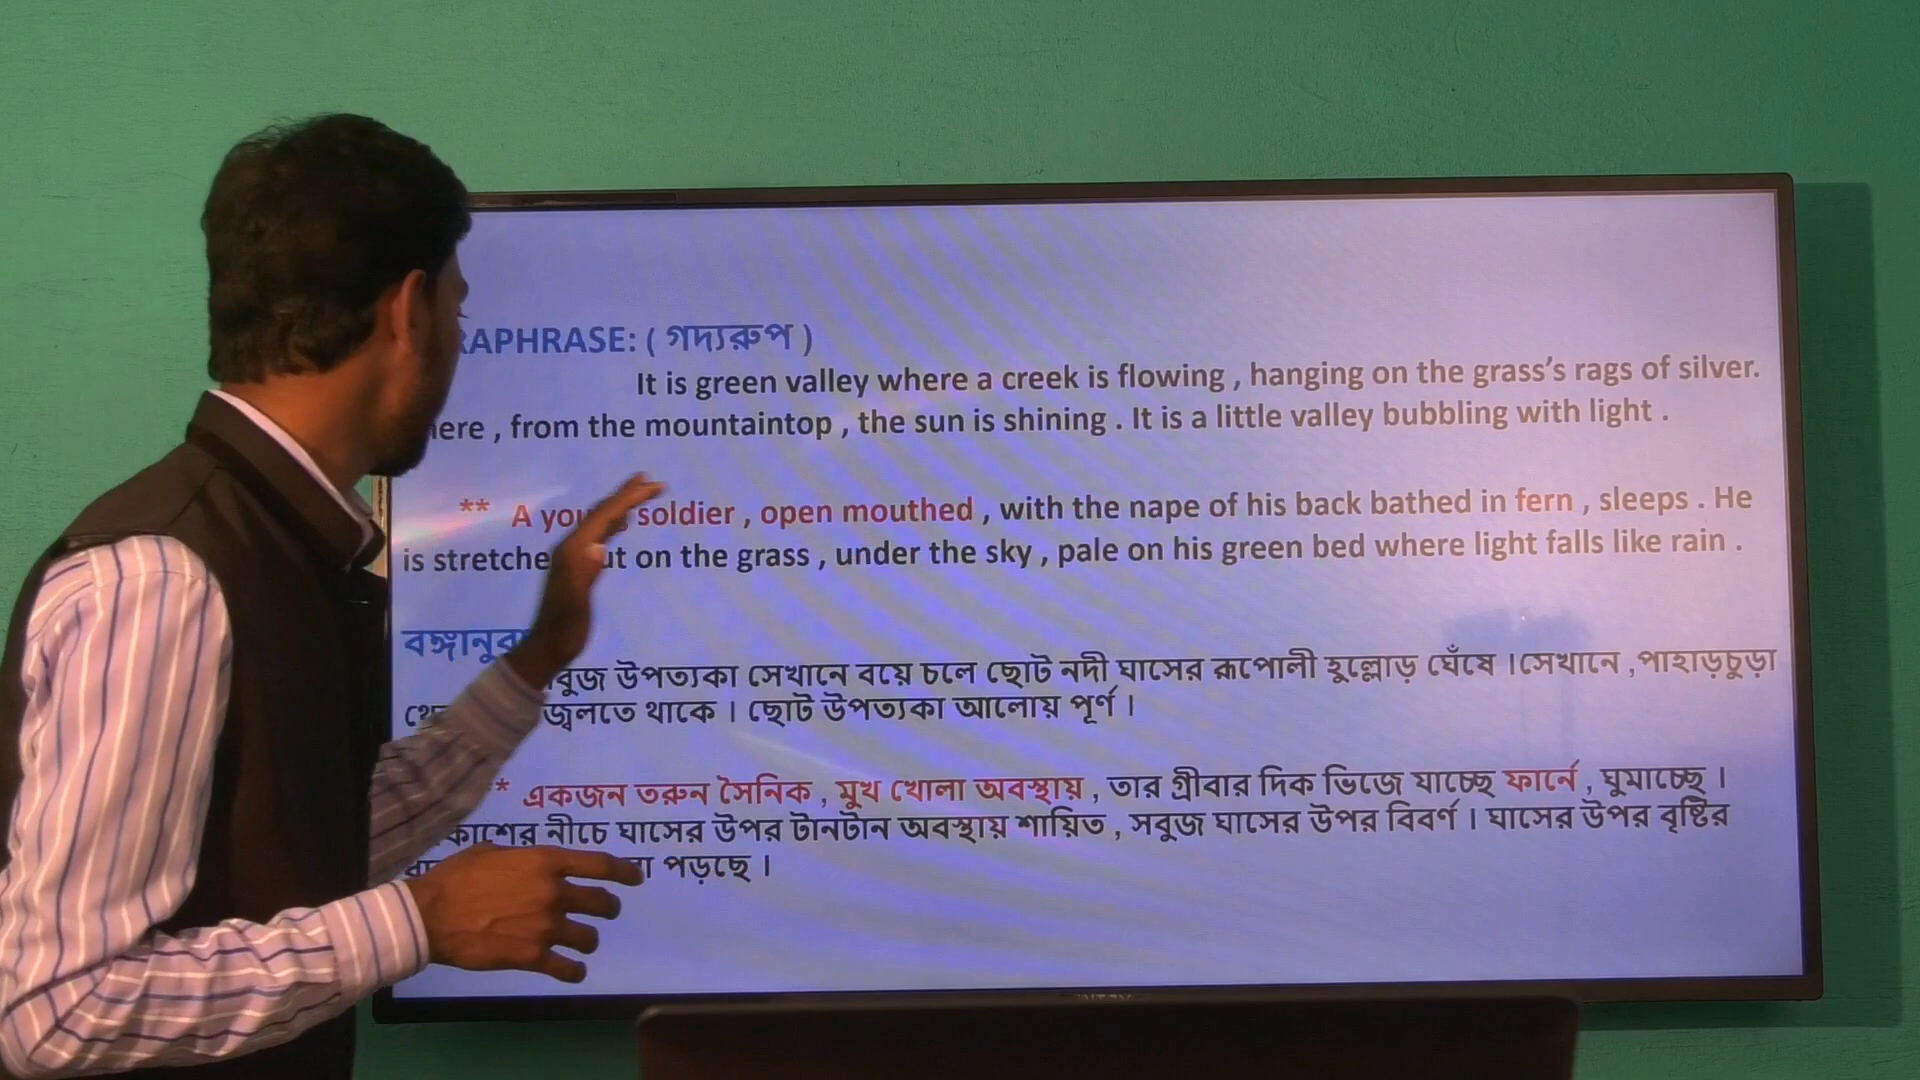 RAPHRASE: ( গদ্যরুপ )
It is green valley where a creek is flowing , hanging on the grass’s rags of silver.
, from the mountaintop , the sun is shining . It is a little valley bubbling with light .
** A soldier , open mouthed , with the nape of his back bathed in fern , sleeps . He
is on the grass , under the sky , pale on his green bed where light falls like rain .
উপত্যকা সেখানে বয়ে চলে ছোট নদী ঘাসের রূপোলী হুল্লোড় ঘেঁষে ।সেখানে ,পাহাড়চুড়া
জ্বলতে থাকে । ছোট উপত্যকা আলোয় পূর্ণ ।
* একজন তরুন সৈনিক , মুখ খোলা অবস্থায় , তার গ্রীবার দিক ভিজে যাচ্ছে ফার্নে , ঘুমাচ্ছে ।
নীচে ঘাসের উপর টানটান অবস্থায় শায়িত , সবুজ ঘাসের উপর বিবর্ণ । ঘাসের উপর বৃষ্টির
পড়ছে ।